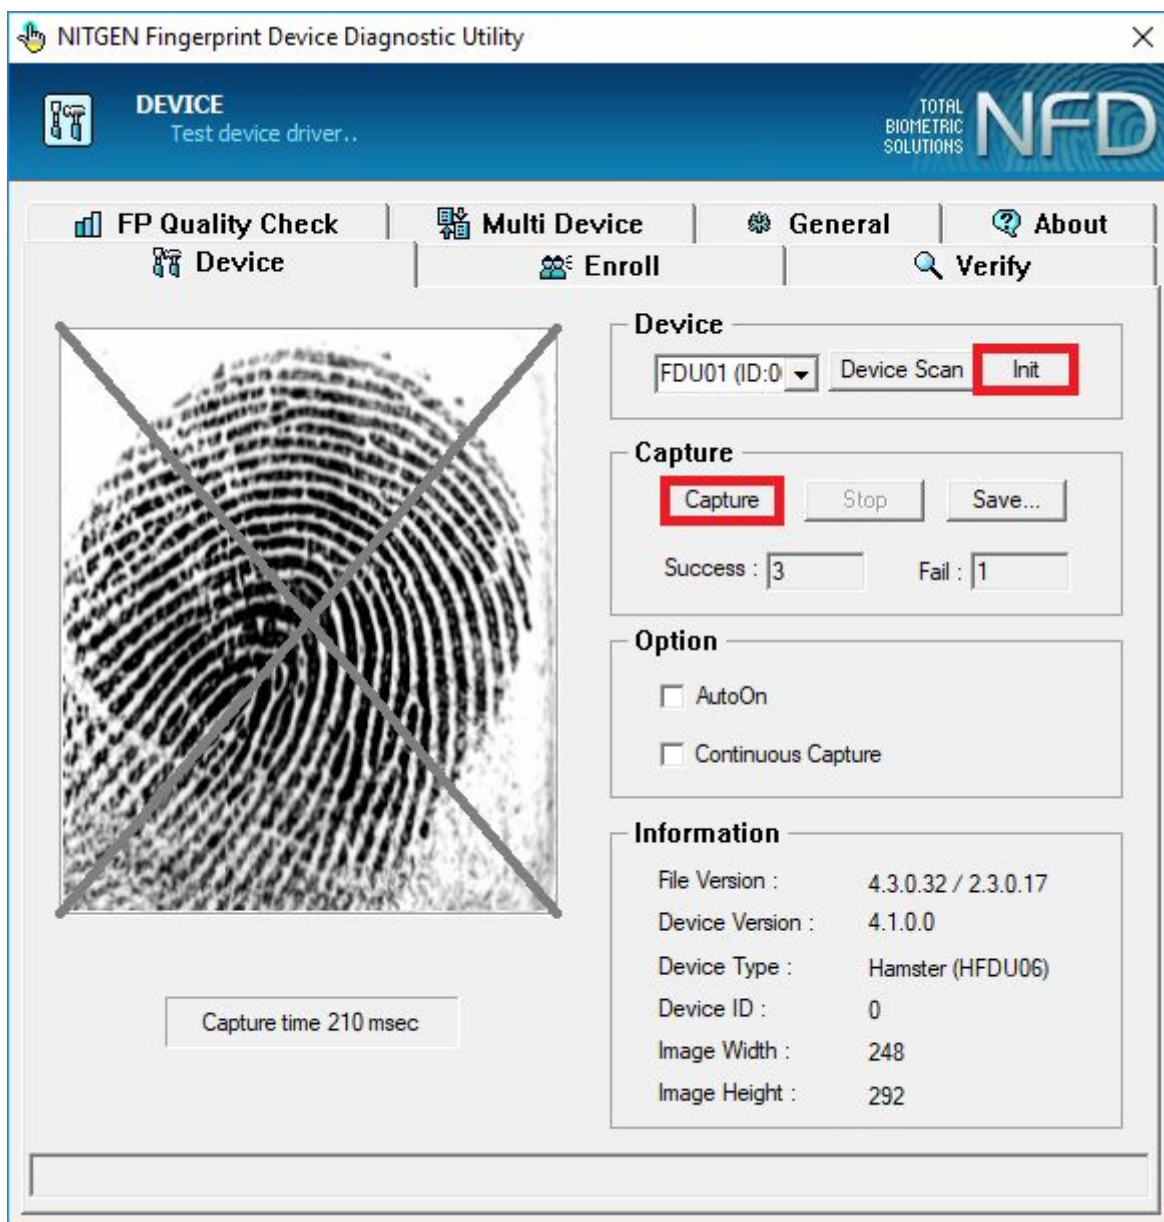 NITGEN Fingerprint Device Diagnostic Utility
DEVICE
Test device driver..
TOTAL
BIOMETRIC
SOLUTIONS
NFD
FP Quality Check
Multi Device
General
About
Device
Enroll
Verify
Device
FDU01 (ID:0
Device Scan
Init
Capture
Capture
Stop
Save...
Success : 3
Fail : 1
Option
AutoOn
Continuous Capture
Information
File Version : 4.3.0.32 / 2.3.0.17
Device Version : 4.1.0.0
Device Type : Hamster (HFDU06)
Device ID : 0
Image Width : 248
Image Height : 292
Capture time 210 msec